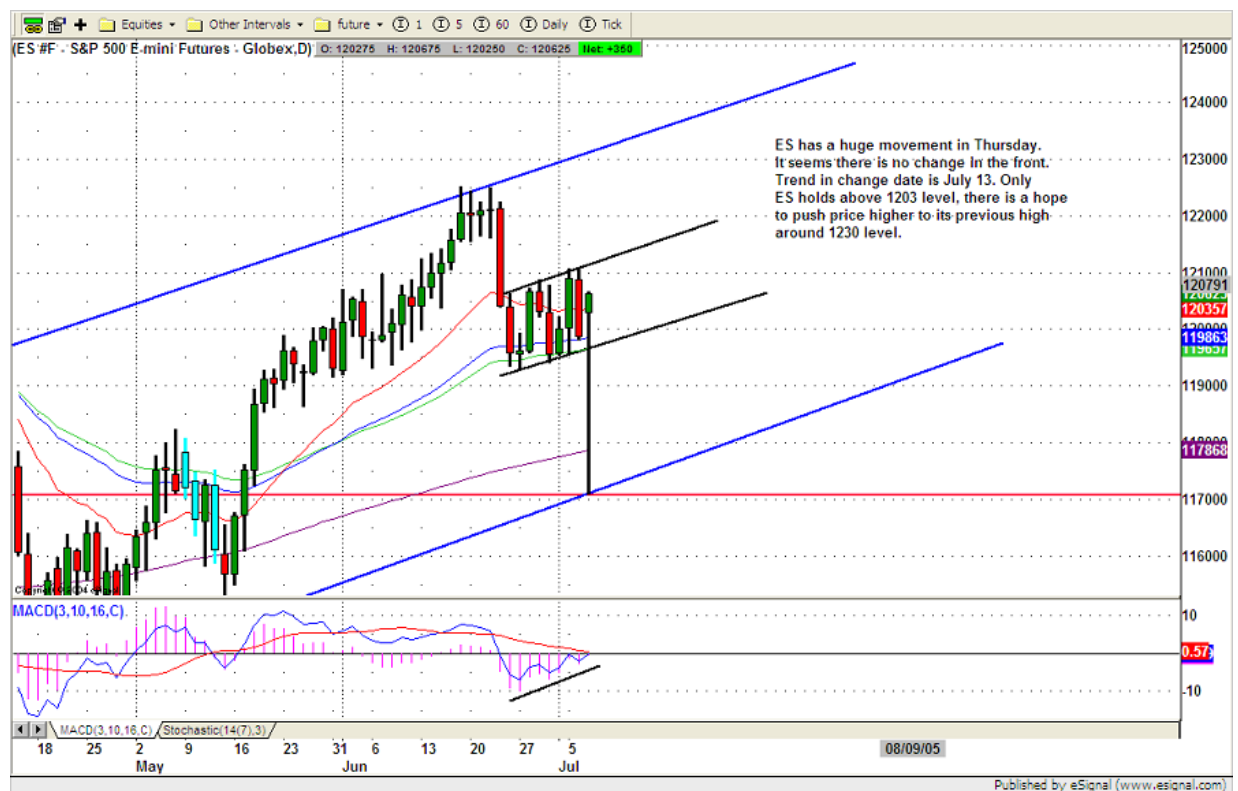 Equities Other Intervals future 1 5 60 Daily Tick
(ES #F - S&P 500 E-mini Futures - Globex,D) O: 120275 H: 120675 L: 120250 C: 120625 Net: +350
125000
124000
ES has a huge movement in Thursday.
It seems there is no change in the front.
Trend in change date is July 13. Only
ES holds above 1203 level, there is a hope
to push price higher to its previous high
around 1230 level.
123000
122000
121000
120791
120357
120000
119863
119000
118000
117868
117000
116000
MACD(3,10,16,C)
10
0.57
-10
MACD(3,10,16,C) Stochastic(14(7),3)
18 25 2 9 16 23 31 6 13 20 27 5 08/09/05
May Jun Jul
Published by eSignal (www.esignal.com)